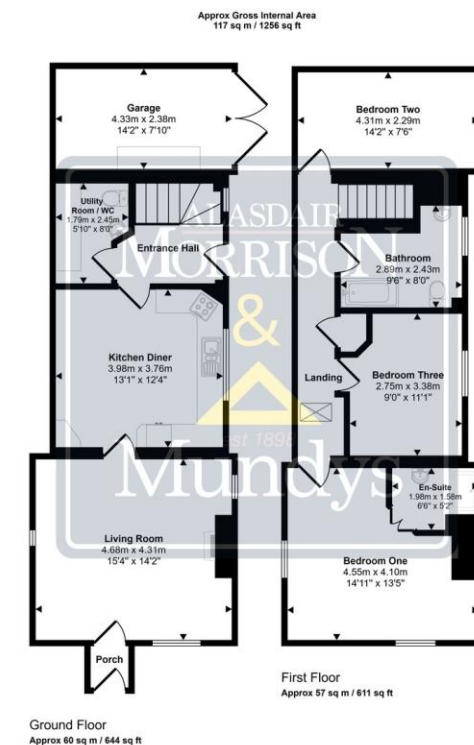 Approx Gross Internal Area
117 sq m / 1256 sq ft
Garage
4.33m x 2.38m
14'2" x 7'10"
Utility
Room / WC
1.79m x 2.45m
5'10" x 8'0"
Entrance Hall
Kitchen Diner
3.98m x 3.76m
13'1" x 12'4"
Living Room
4.68m x 4.31m
15'4" x 14'2"
Porch
Ground Floor
Approx 60 sq m / 644 sq ft
Bedroom Two
4.31m x 2.29m
14'2" x 7'6"
Bathroom
2.89m x 2.43m
9'6" x 8'0"
Landing
Bedroom Three
2.75m x 3.38m
9'0" x 11'1"
En-Suite
1.98m x 1.58m
6'6" x 5'2"
Bedroom One
4.55m x 4.10m
14'11" x 13'5"
First Floor
Approx 57 sq m / 611 sq ft
ALASDAIR
MORRISON
&
est 1898
Mundys